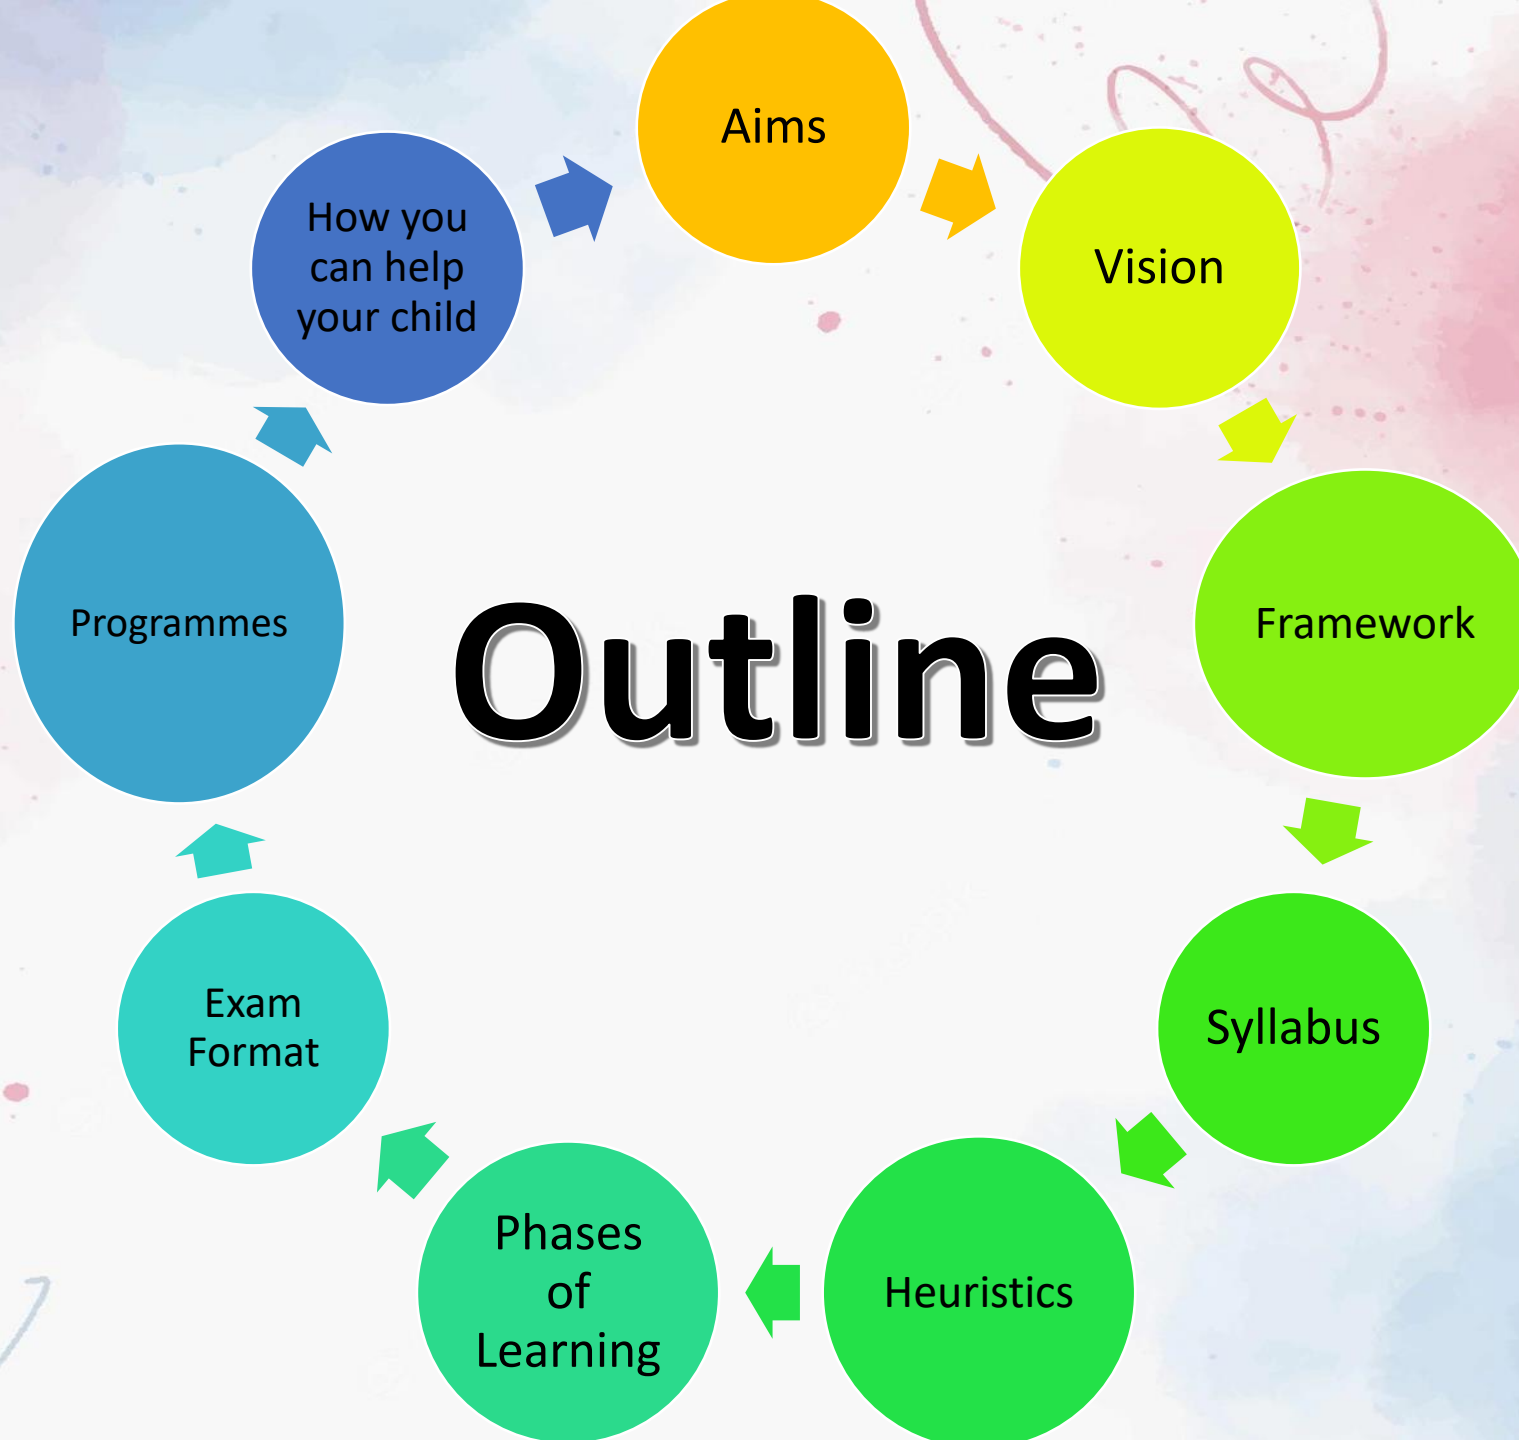 Aims
Vision
Framework
Syllabus
Heuristics
Phases
of
Learning
Exam
Format
Programmes
How you
can help
your child
Outline